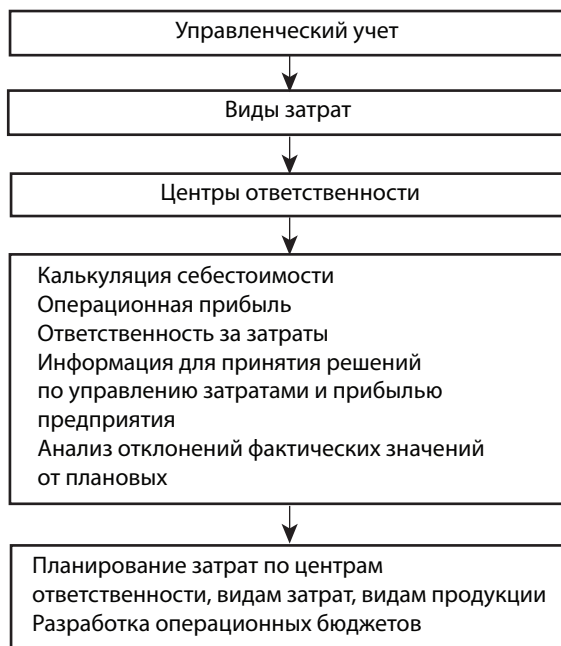 Управленческий учет
Виды затрат
Центры ответственности
Калькуляция себестоимости
Операционная прибыль
Ответственность за затраты
Информация для принятия решений
по управлению затратами и прибылью
предприятия
Анализ отклонений фактических значений
от плановых
Планирование затрат по центрам
ответственности, видам затрат, видам продукции
Разработка операционных бюджетов